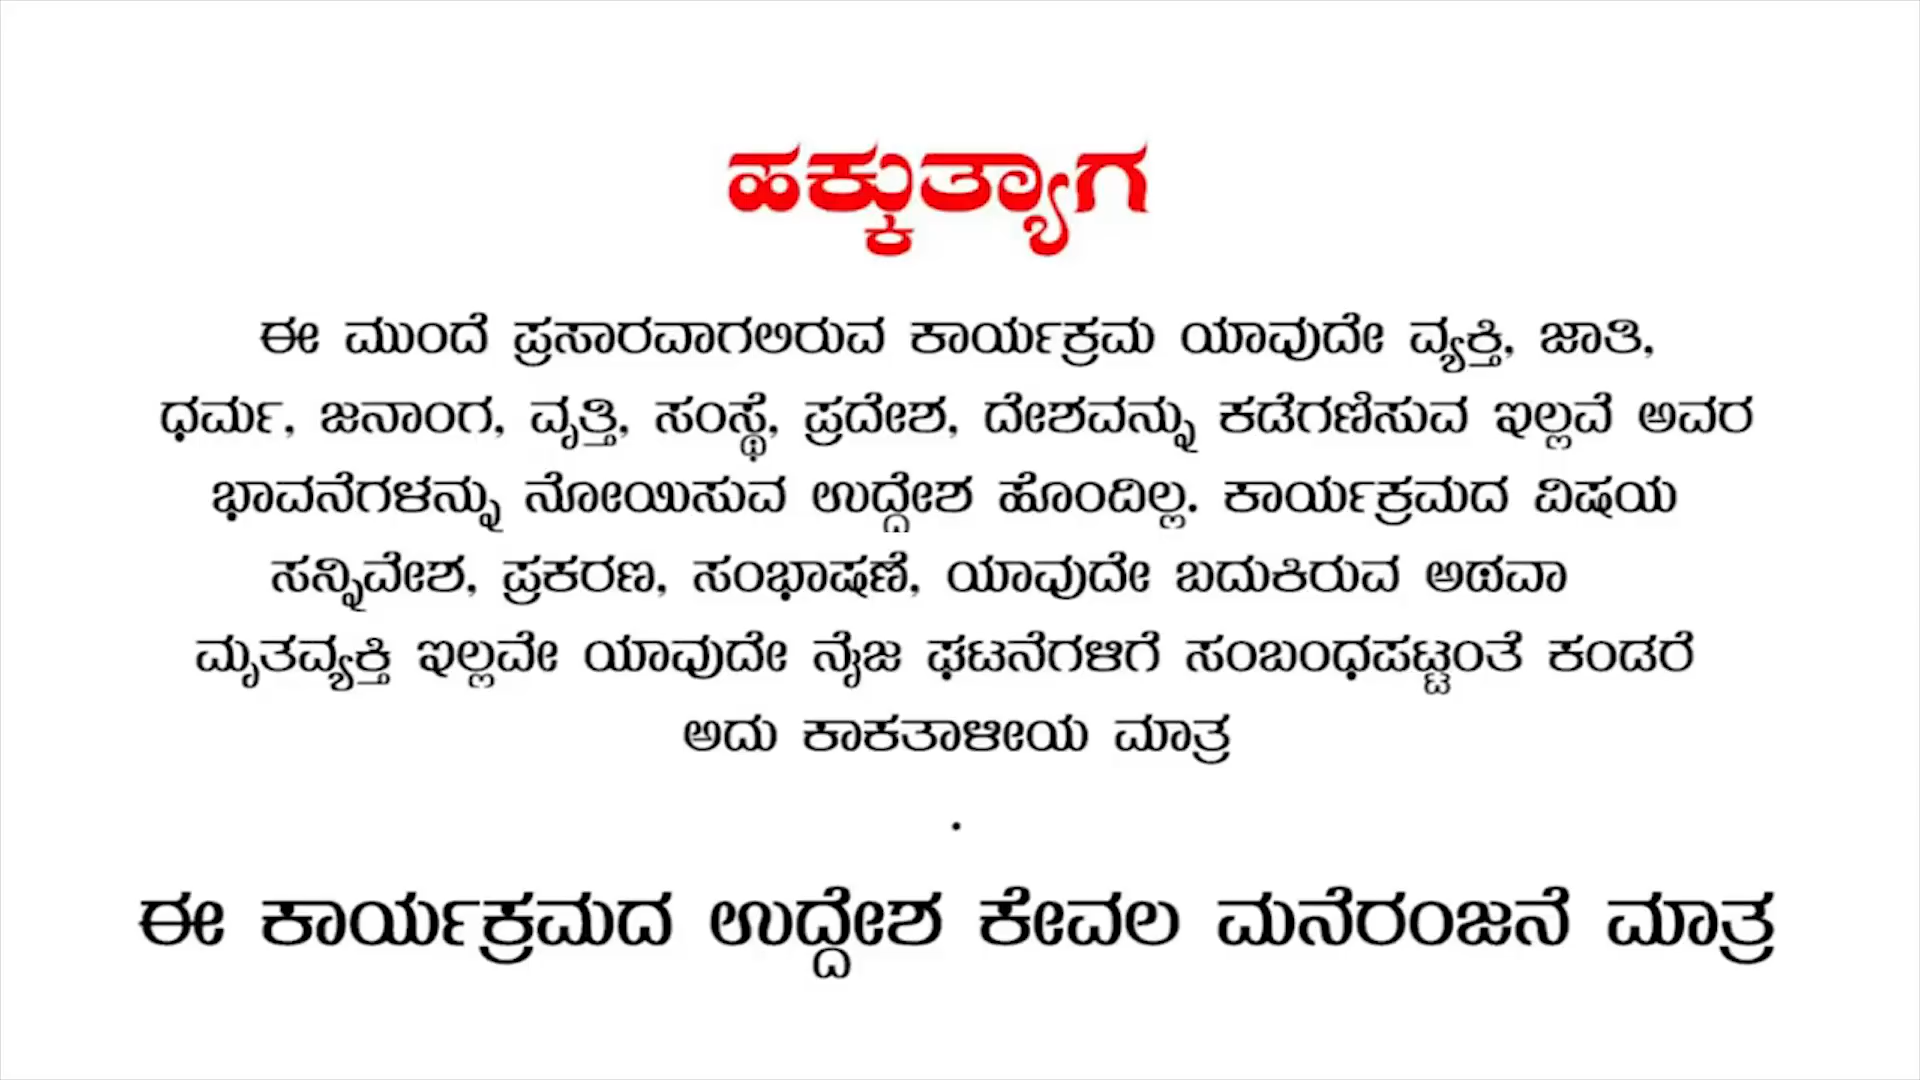 ಹಕ್ಕುತ್ಯಾಗ
ಈ ಮುಂದೆ ಪ್ರಸಾರವಾಗಲಿರುವ ಕಾರ್ಯಕ್ರಮ ಯಾವುದೇ ವ್ಯಕ್ತಿ, ಜಾತಿ,
ಧರ್ಮ, ಜನಾಂಗ, ವೃತ್ತಿ, ಸಂಸ್ಥೆ, ಪ್ರದೇಶ, ದೇಶವನ್ನು ಕಡೆಗಣಿಸುವ ಇಲ್ಲವೆ ಅವರ
ಭಾವನೆಗಳನ್ನು ನೋಯಿಸುವ ಉದ್ದೇಶ ಹೊಂದಿಲ್ಲ. ಕಾರ್ಯಕ್ರಮದ ವಿಷಯ
ಸನ್ನಿವೇಶ, ಪ್ರಕರಣ, ಸಂಭಾಷಣೆ, ಯಾವುದೇ ಬದುಕಿರುವ ಅಥವಾ
ಮೃತವ್ಯಕ್ತಿ ಇಲ್ಲವೇ ಯಾವುದೇ ನೈಜ ಘಟನೆಗಳಿಗೆ ಸಂಬಂಧಪಟ್ಟಂತೆ ಕಂಡರೆ
ಅದು ಕಾಕತಾಳೀಯ ಮಾತ್ರ
.
ಈ ಕಾರ್ಯಕ್ರಮದ ಉದ್ದೇಶ ಕೇವಲ ಮನೆರಂಜನೆ ಮಾತ್ರ